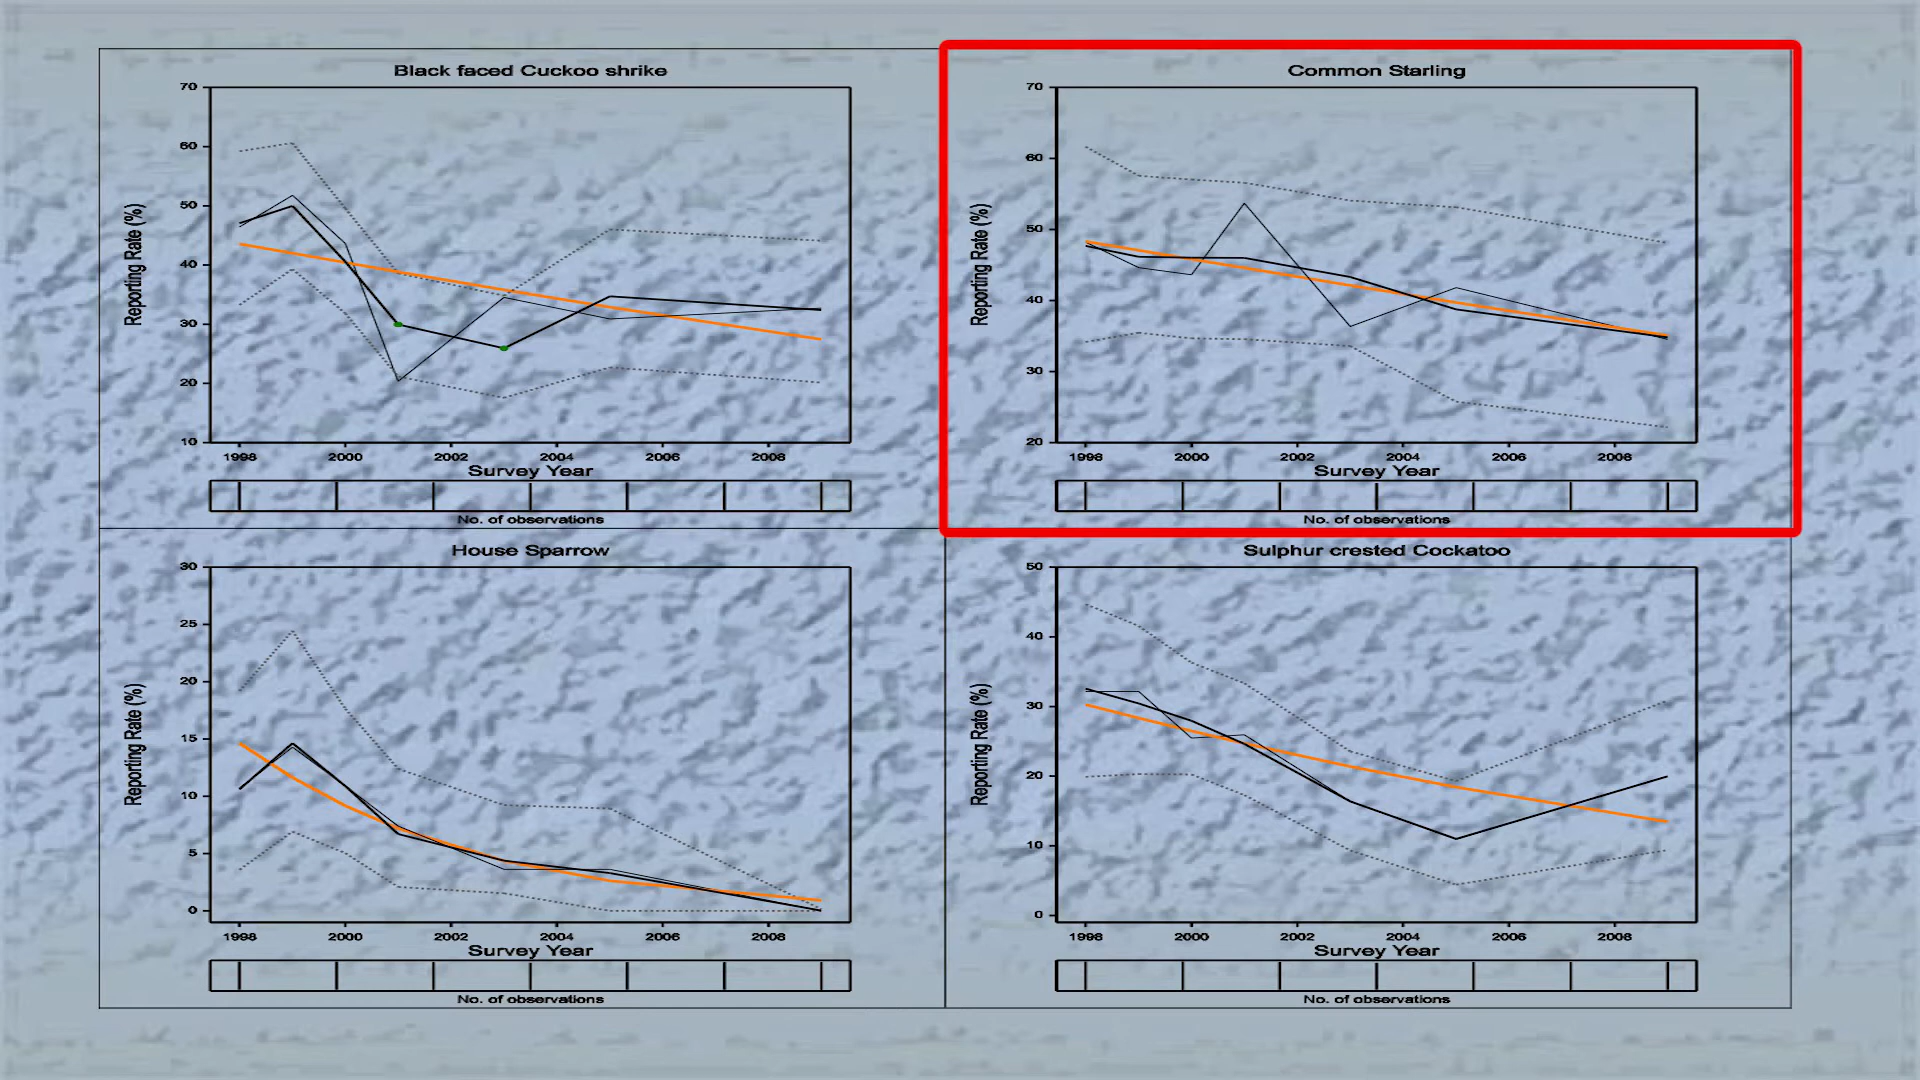 Black faced Cuckoo shrike
70
60
50
40
30
20
10
Reporting Rate (%)
1998 2000 2002 2004 2006 2008
Survey Year
No. of observations
Common Starling
70
60
50
40
30
20
Reporting Rate (%)
1998 2000 2002 2004 2006 2008
Survey Year
No. of observations
House Sparrow
30
25
20
15
10
5
0
Reporting Rate (%)
1998 2000 2002 2004 2006 2008
Survey Year
No. of observations
Sulphur crested Cockatoo
50
40
30
20
10
0
Reporting Rate (%)
1998 2000 2002 2004 2006 2008
Survey Year
No. of observations